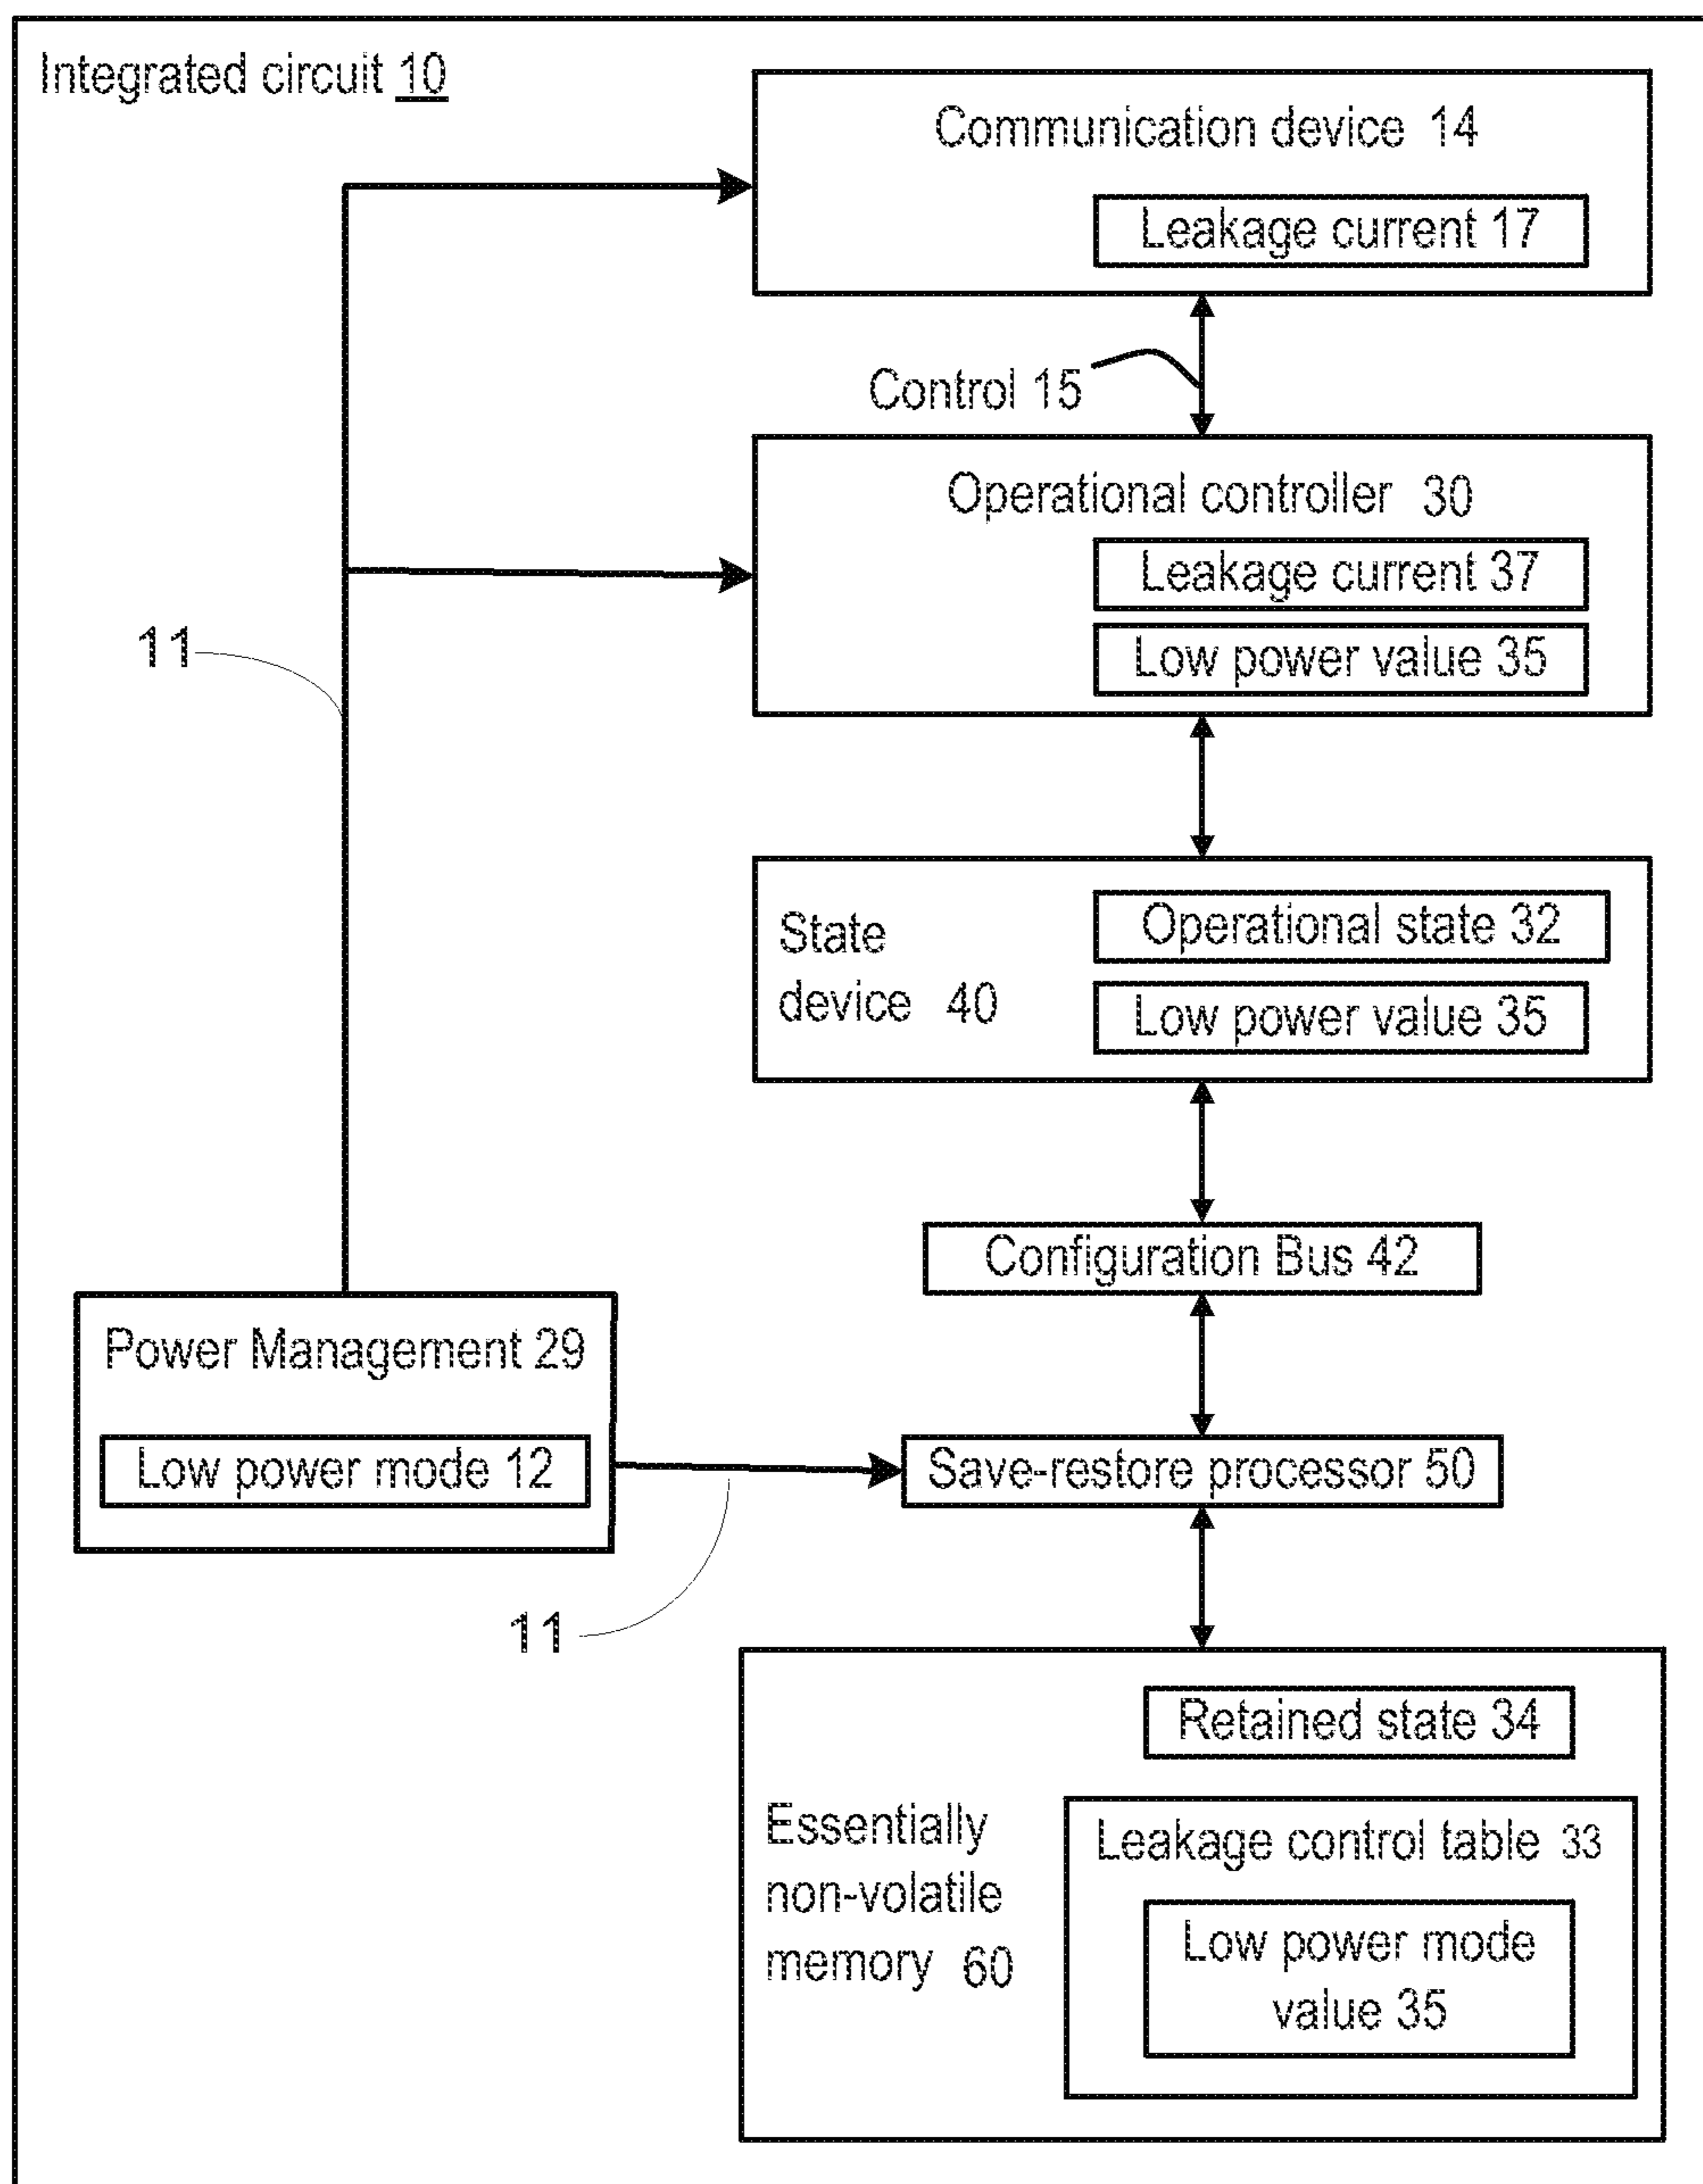 Integrated circuit 10
Communication device 14
Leakage current 17
Control 15
Operational controller 30
Leakage current 37
Low power value 35
11
State
device 40
Operational state 32
Low power value 35
Configuration Bus 42
Power Management 29
Low power mode 12
Save-restore processor 50
11
Retained state 34
Essentially
non-volatile
memory 60
Leakage control table 33
Low power mode
value 35